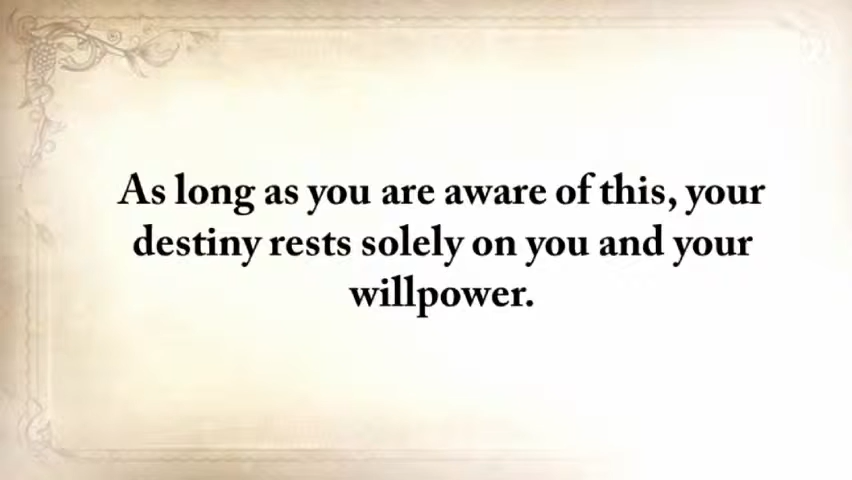 As long as you are aware of this, your
destiny rests solely on you and your
willpower.